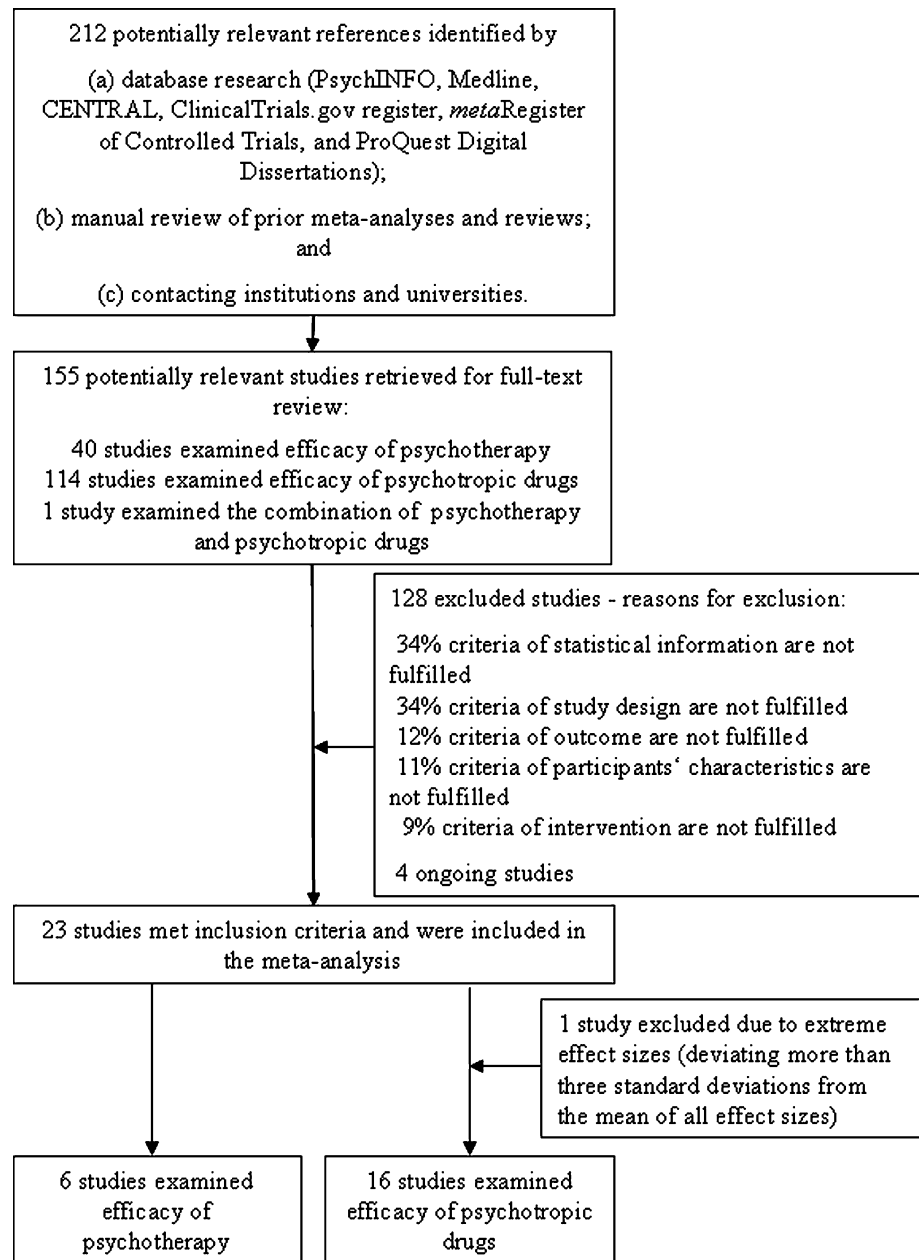 212 potentially relevant references identified by
(a) database research (PsychINFO, Medline,
CENTRAL, ClinicalTrials.gov register, metaRegister
of Controlled Trials, and ProQuest Digital
Dissertations);
(b) manual review of prior meta-analyses and reviews;
and
(c) contacting institutions and universities.
155 potentially relevant studies retrieved for full-text
review:
40 studies examined efficacy of psychotherapy
114 studies examined efficacy of psychotropic drugs
1 study examined the combination of psychotherapy
and psychotropic drugs
128 excluded studies - reasons for exclusion:
34% criteria of statistical information are not
fulfilled
34% criteria of study design are not fulfilled
12% criteria of outcome are not fulfilled
11% criteria of participants‘ characteristics are
not fulfilled
9% criteria of intervention are not fulfilled
4 ongoing studies
23 studies met inclusion criteria and were included in
the meta-analysis
1 study excluded due to extreme
effect sizes (deviating more than
three standard deviations from
the mean of all effect sizes)
6 studies examined
efficacy of
psychotherapy
16 studies examined
efficacy of psychotropic
drugs